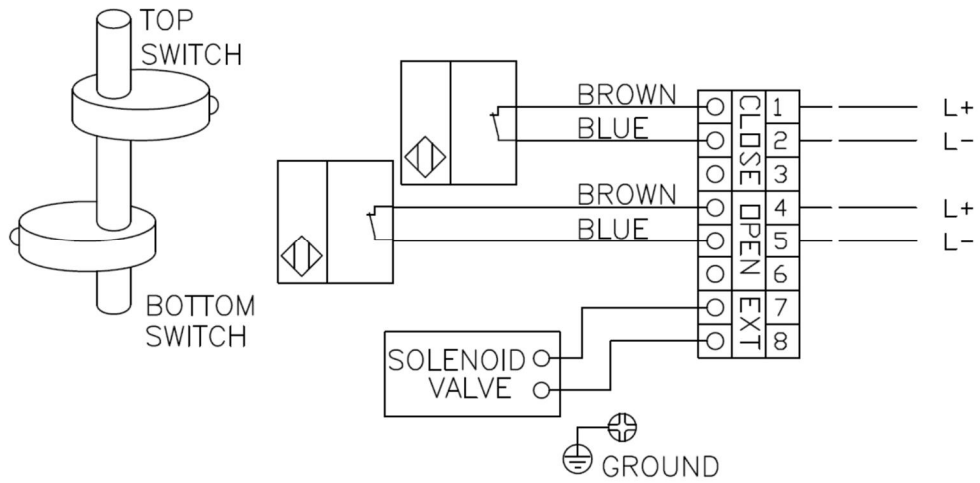 TOP
SWITCH
BOTTOM
SWITCH
BROWN
BLUE
BROWN
BLUE
SOLENOID
VALVE
GROUND
CLOSE
OPEN
EXT
1
2
3
4
5
6
7
8
L+
L-
L+
L-